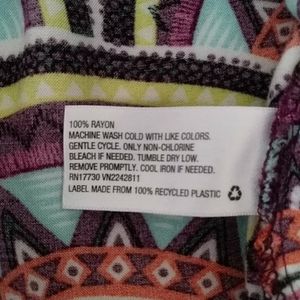 100% RAYON
MACHINE WASH COLD WITH LIKE COLORS.
GENTLE CYCLE. ONLY NON-CHLORINE
BLEACH IF NEEDED. TUMBLE DRY LOW.
REMOVE PROMPTLY. COOL IRON IF NEEDED.
RN17730 VN2242811
LABEL MADE FROM 100% RECYCLED PLASTIC